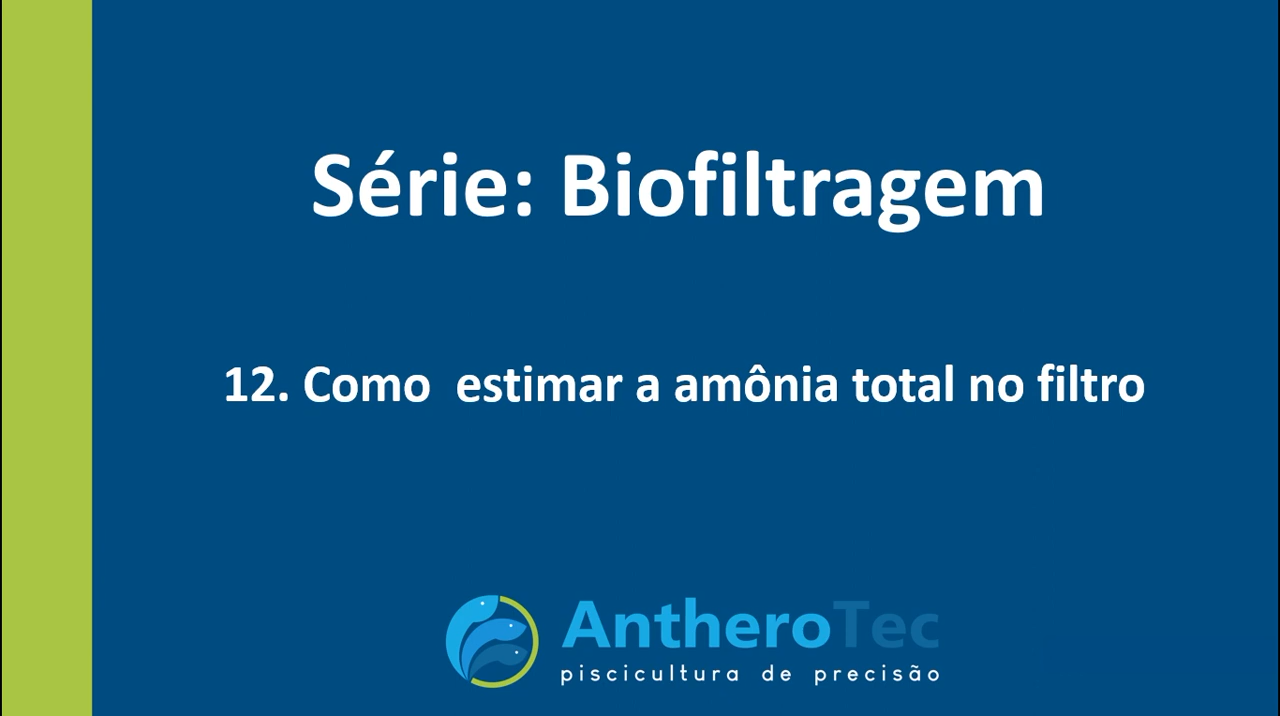 Série: Biofiltragem
12. Como  estimar a amônia total no filtro
AntheroTec
piscicultura de precisão